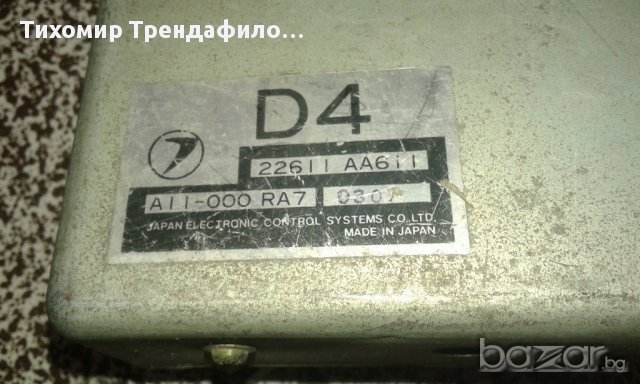 Тихомир Трендафило...
D4
22611 AA611
A11-000 RA7 0307
JAPAN ELECTRONIC CONTROL SYSTEMS CO.,LTD.
MADE IN JAPAN
bazar.bg